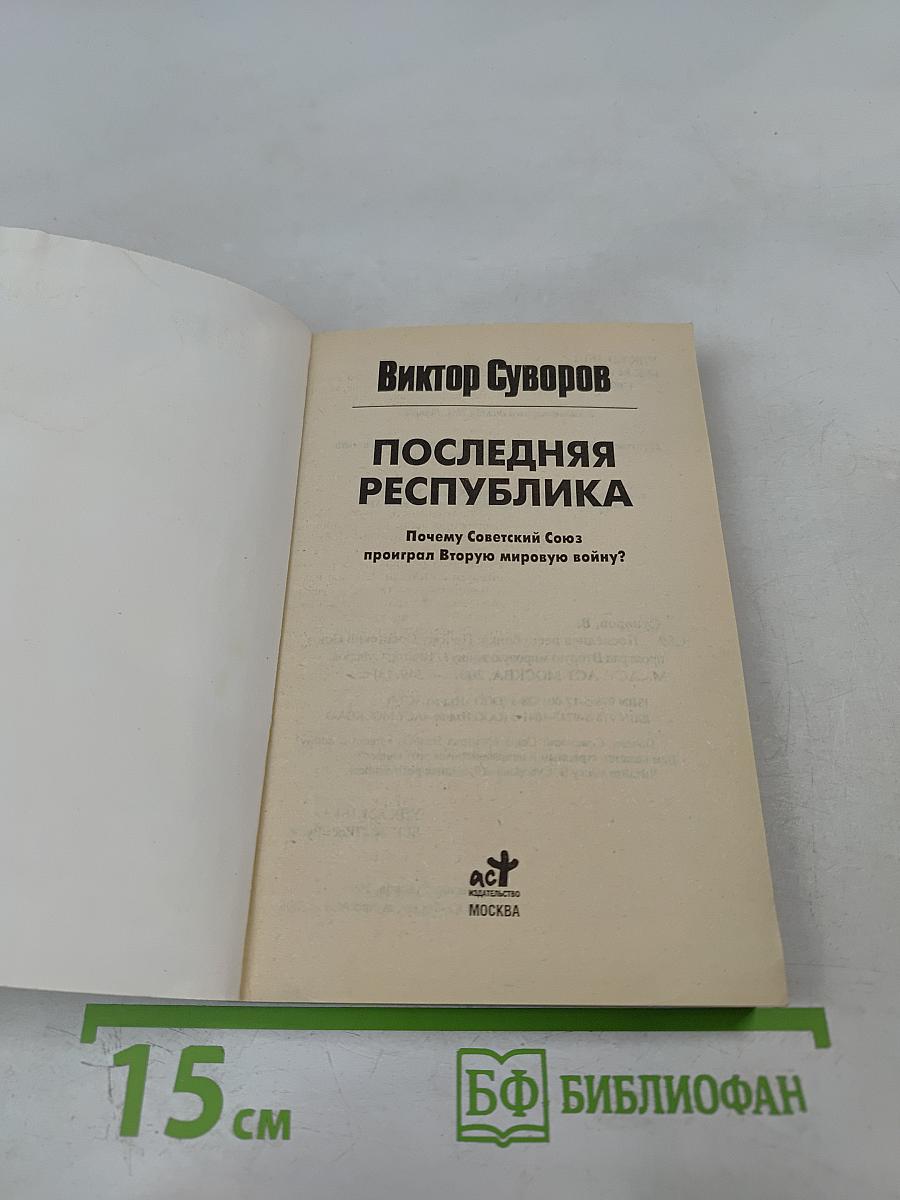 Виктор Суворов
ПОСЛЕДНЯЯ
РЕСПУБЛИКА
Почему Советский Союз
проиграл Вторую мировую войну?
аст
ИЗДАТЕЛЬСТВО
МОСКВА
15 см
БФ БИБЛИОФАН